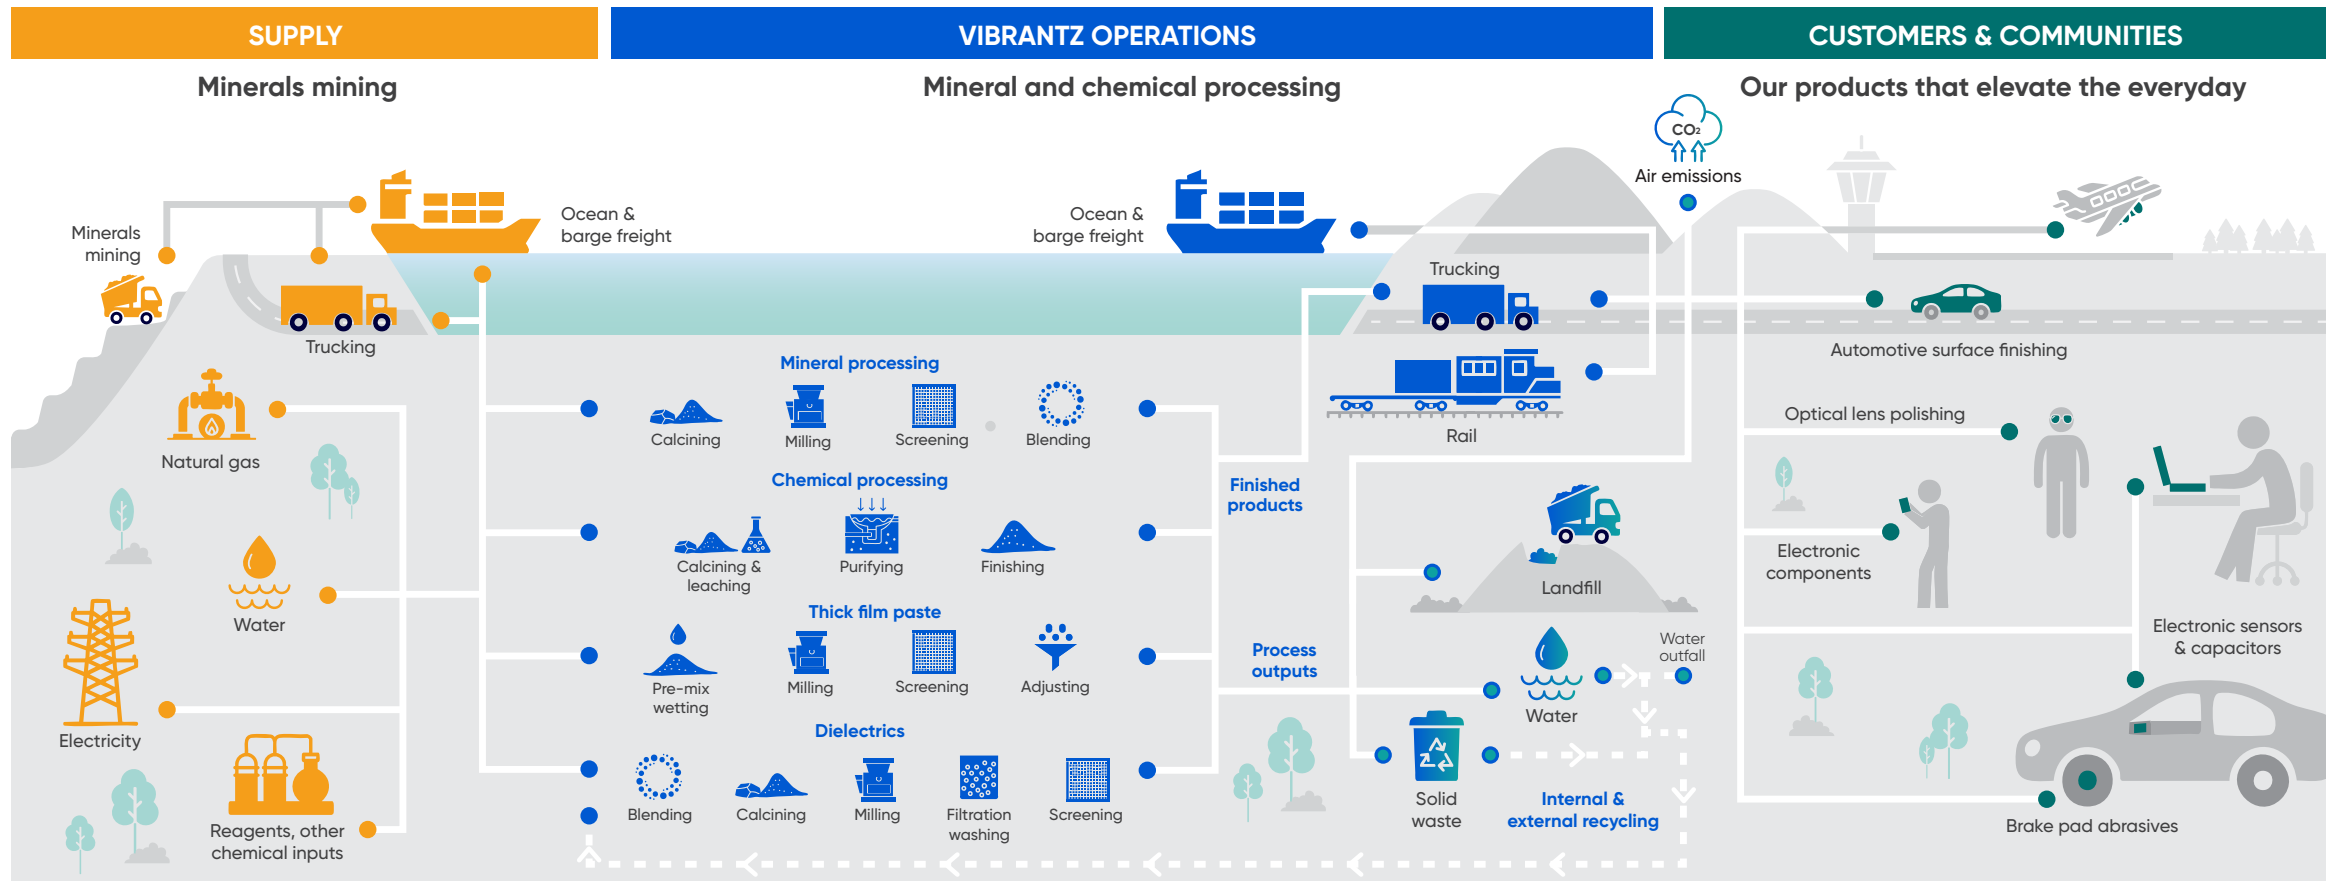 SUPPLY
VIBRANTZ OPERATIONS
CUSTOMERS & COMMUNITIES
Minerals mining
Mineral and chemical processing
Our products that elevate the everyday
Minerals
mining
Ocean &
barge freight
Trucking
Natural gas
Water
Electricity
Reagents, other
chemical inputs
Ocean &
barge freight
Trucking
Rail
CO₂
Air emissions
Mineral processing
Calcining
Milling
Screening
Blending
Chemical processing
Calcining &
leaching
Purifying
Finishing
Thick film paste
Pre-mix
wetting
Milling
Screening
Adjusting
Dielectrics
Blending
Calcining
Milling
Filtration
washing
Screening
Finished
products
Process
outputs
Landfill
Water
Water
outfall
Solid
waste
Internal &
external recycling
Automotive surface finishing
Optical lens polishing
Electronic
components
Electronic sensors
& capacitors
Brake pad abrasives